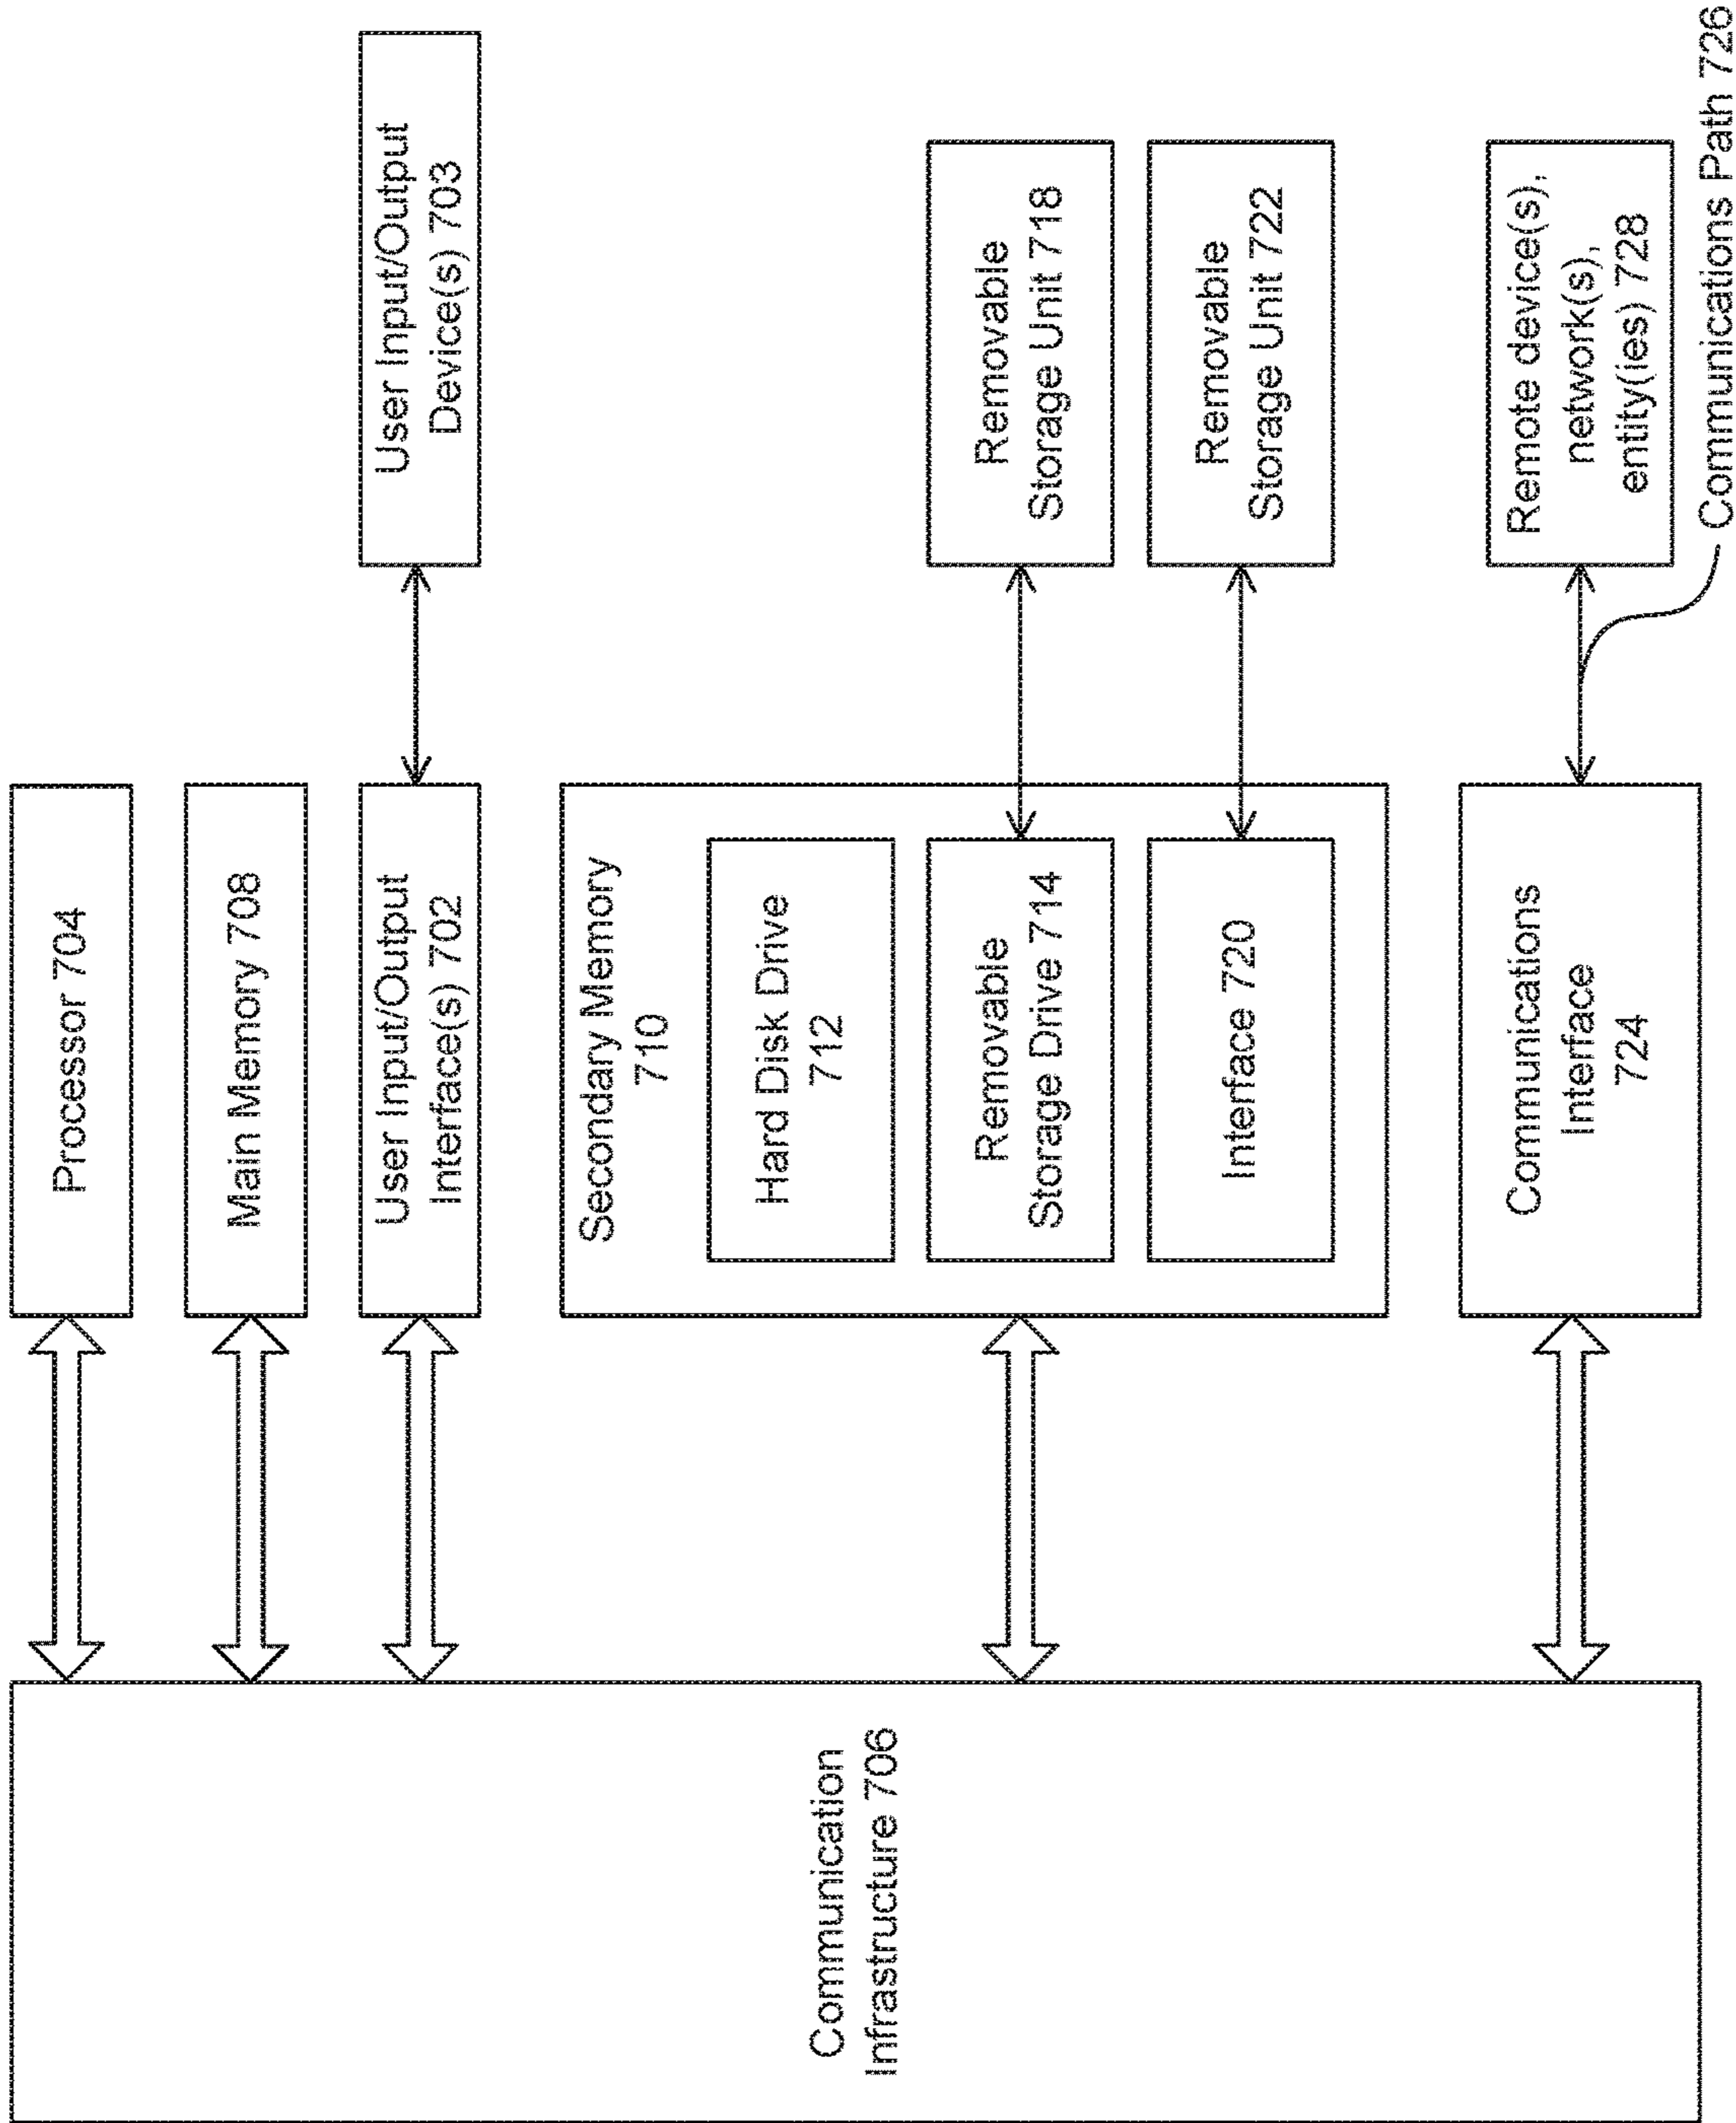 Processor 704
Main Memory 708
User Input/Output
Interface(s) 702
User Input/Output
Device(s) 703
Communication
Infrastructure 706
Secondary Memory
710
Hard Disk Drive
712
Removable
Storage Drive 714
Removable
Storage Unit 718
Interface 720
Removable
Storage Unit 722
Communications
Interface
724
Remote device(s),
network(s),
entity(ies) 728
Communications Path 726